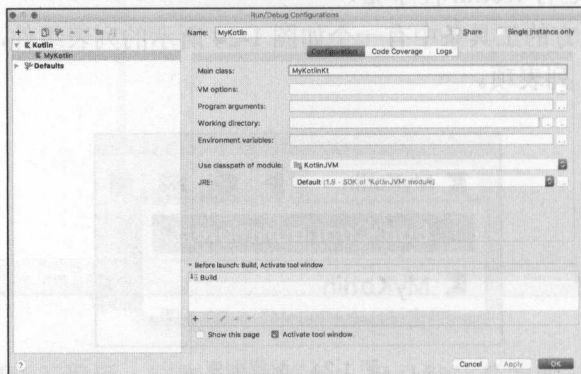 Run/Debug Configurations
Name: MyKotlin
Share
Single instance only
Kotlin
MyKotlin
Defaults
Configuration
Code Coverage
Logs
Main class: MyKotlinKt
VM options:
Program arguments:
Working directory:
Environment variables:
Use classpath of module: KotlinJVM
JRE: Default (1.8 - SDK of 'KotlinJVM' module)
Before launch: Build, Activate tool window
Build
Show this page
Activate tool window
?
Cancel
Apply
OK